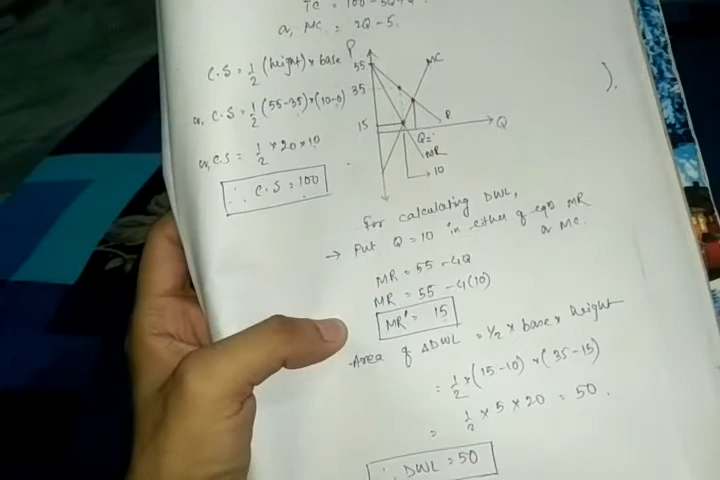 TC = 100 - 5Q + Q²
a, MC = 2Q - 5.
C.S = 1/2 (height) × base
or, C.S = 1/2 (55-35) × (10-0)
or, C.S = 1/2 × 20 × 10
∴ C.S = 100
P
55
35
15
MC
P
Q
Q=
MR
10
).
For calculating DWL,
→ Put Q = 10 in either of eqns MR
or MC.
MR = 55 - 4Q
MR = 55 - 4(10)
MR' = 15
Area of ΔDWL = 1/2 × base × height
= 1/2 × (15-10) × (35-15)
= 1/2 × 5 × 20 = 50.
∴ DWL = 50